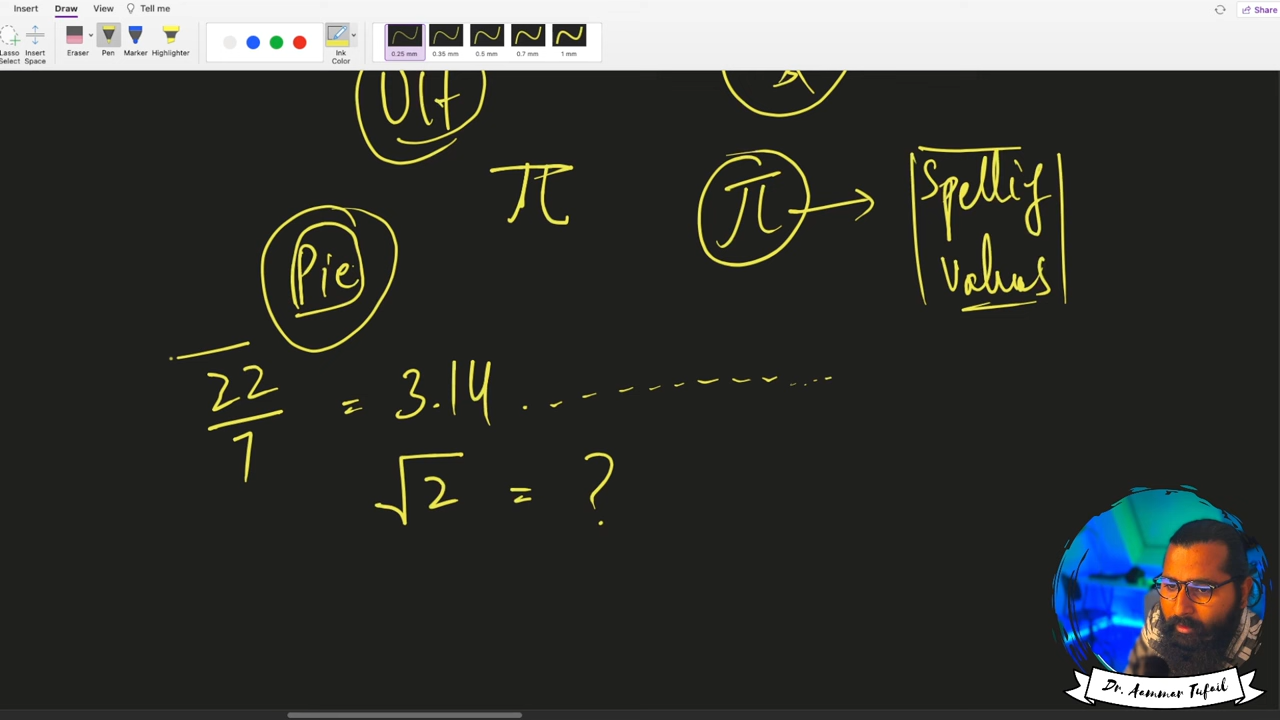 Insert Draw View Tell me
Share
Lasso Select
Insert Space
Eraser
Pen
Marker
Highlighter
Ink Color
0.25 mm
0.35 mm
0.5 mm
0.7 mm
1 mm
π
π → Spellig
Values
Pie
22/7 = 3.14 . - - - - - - - - - ....
√2 = ?
Dr. Aammar Tufail